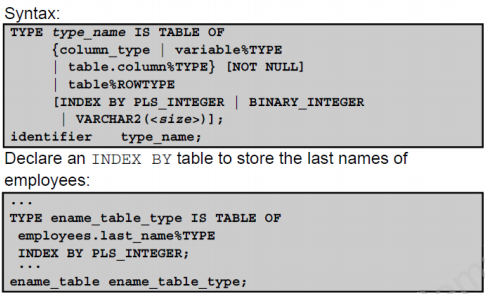 Syntax:
TYPE type_name IS TABLE OF
{column_type | variable%TYPE
| table.column%TYPE} [NOT NULL]
| table%ROWTYPE
[INDEX BY PLS_INTEGER | BINARY_INTEGER
| VARCHAR2(<size>)];
identifier type_name;
Declare an INDEX BY table to store the last names of
employees:
...
TYPE ename_table_type IS TABLE OF
employees.last_name%TYPE
INDEX BY PLS_INTEGER;
...
ename_table ename_table_type;